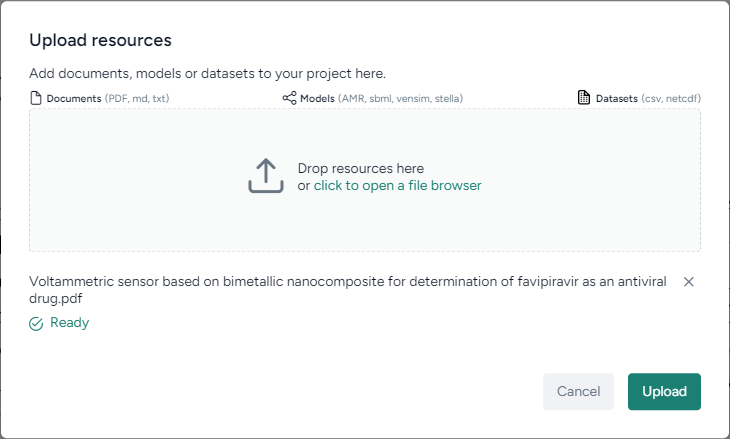 Upload resources
Add documents, models or datasets to your project here.
Documents (PDF, md, txt) Models (AMR, sbml, vensim, stella) Datasets (csv, netcdf)
Drop resources here
or click to open a file browser
Voltammetric sensor based on bimetallic nanocomposite for determination of favipiravir as an antiviral
drug.pdf
Ready
Cancel Upload